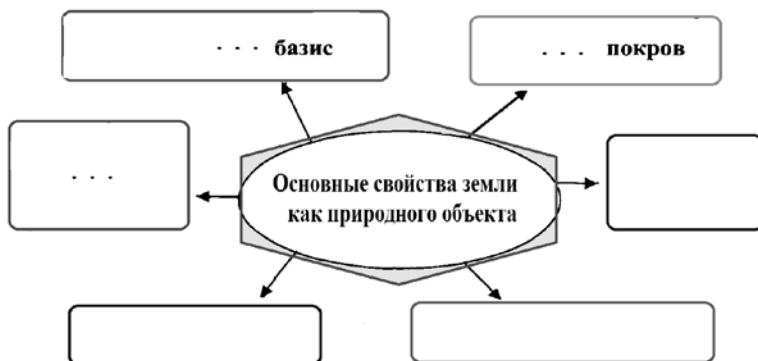 . . . базис
. . . покров
. . .
Основные свойства земли
как природного объекта